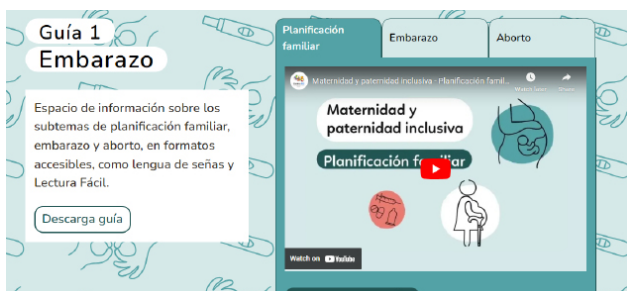 Guía 1
Embarazo
Espacio de información sobre los
subtemas de planificación familiar,
embarazo y aborto, en formatos
accesibles, como lengua de señas y
Lectura Fácil.
Descarga guía
Planificación
familiar
Embarazo
Aborto
Maternidad y paternidad inclusiva - Planificación famil...
Watch later
Share
Maternidad y
paternidad inclusiva
Planificación familiar
Watch on YouTube